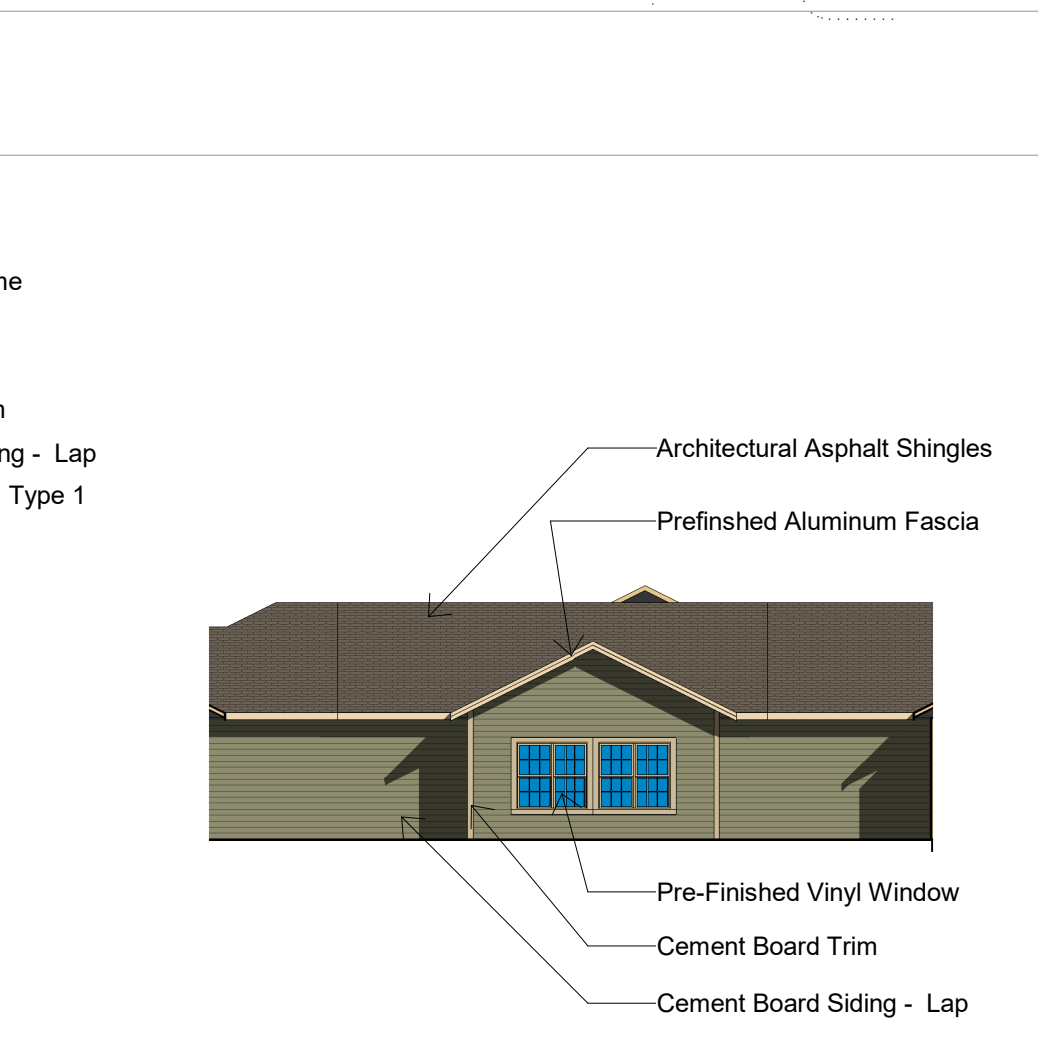 ng - Lap
Type 1
Architectural Asphalt Shingles
Prefinshed Aluminum Fascia
Pre-Finished Vinyl Window
Cement Board Trim
Cement Board Siding - Lap